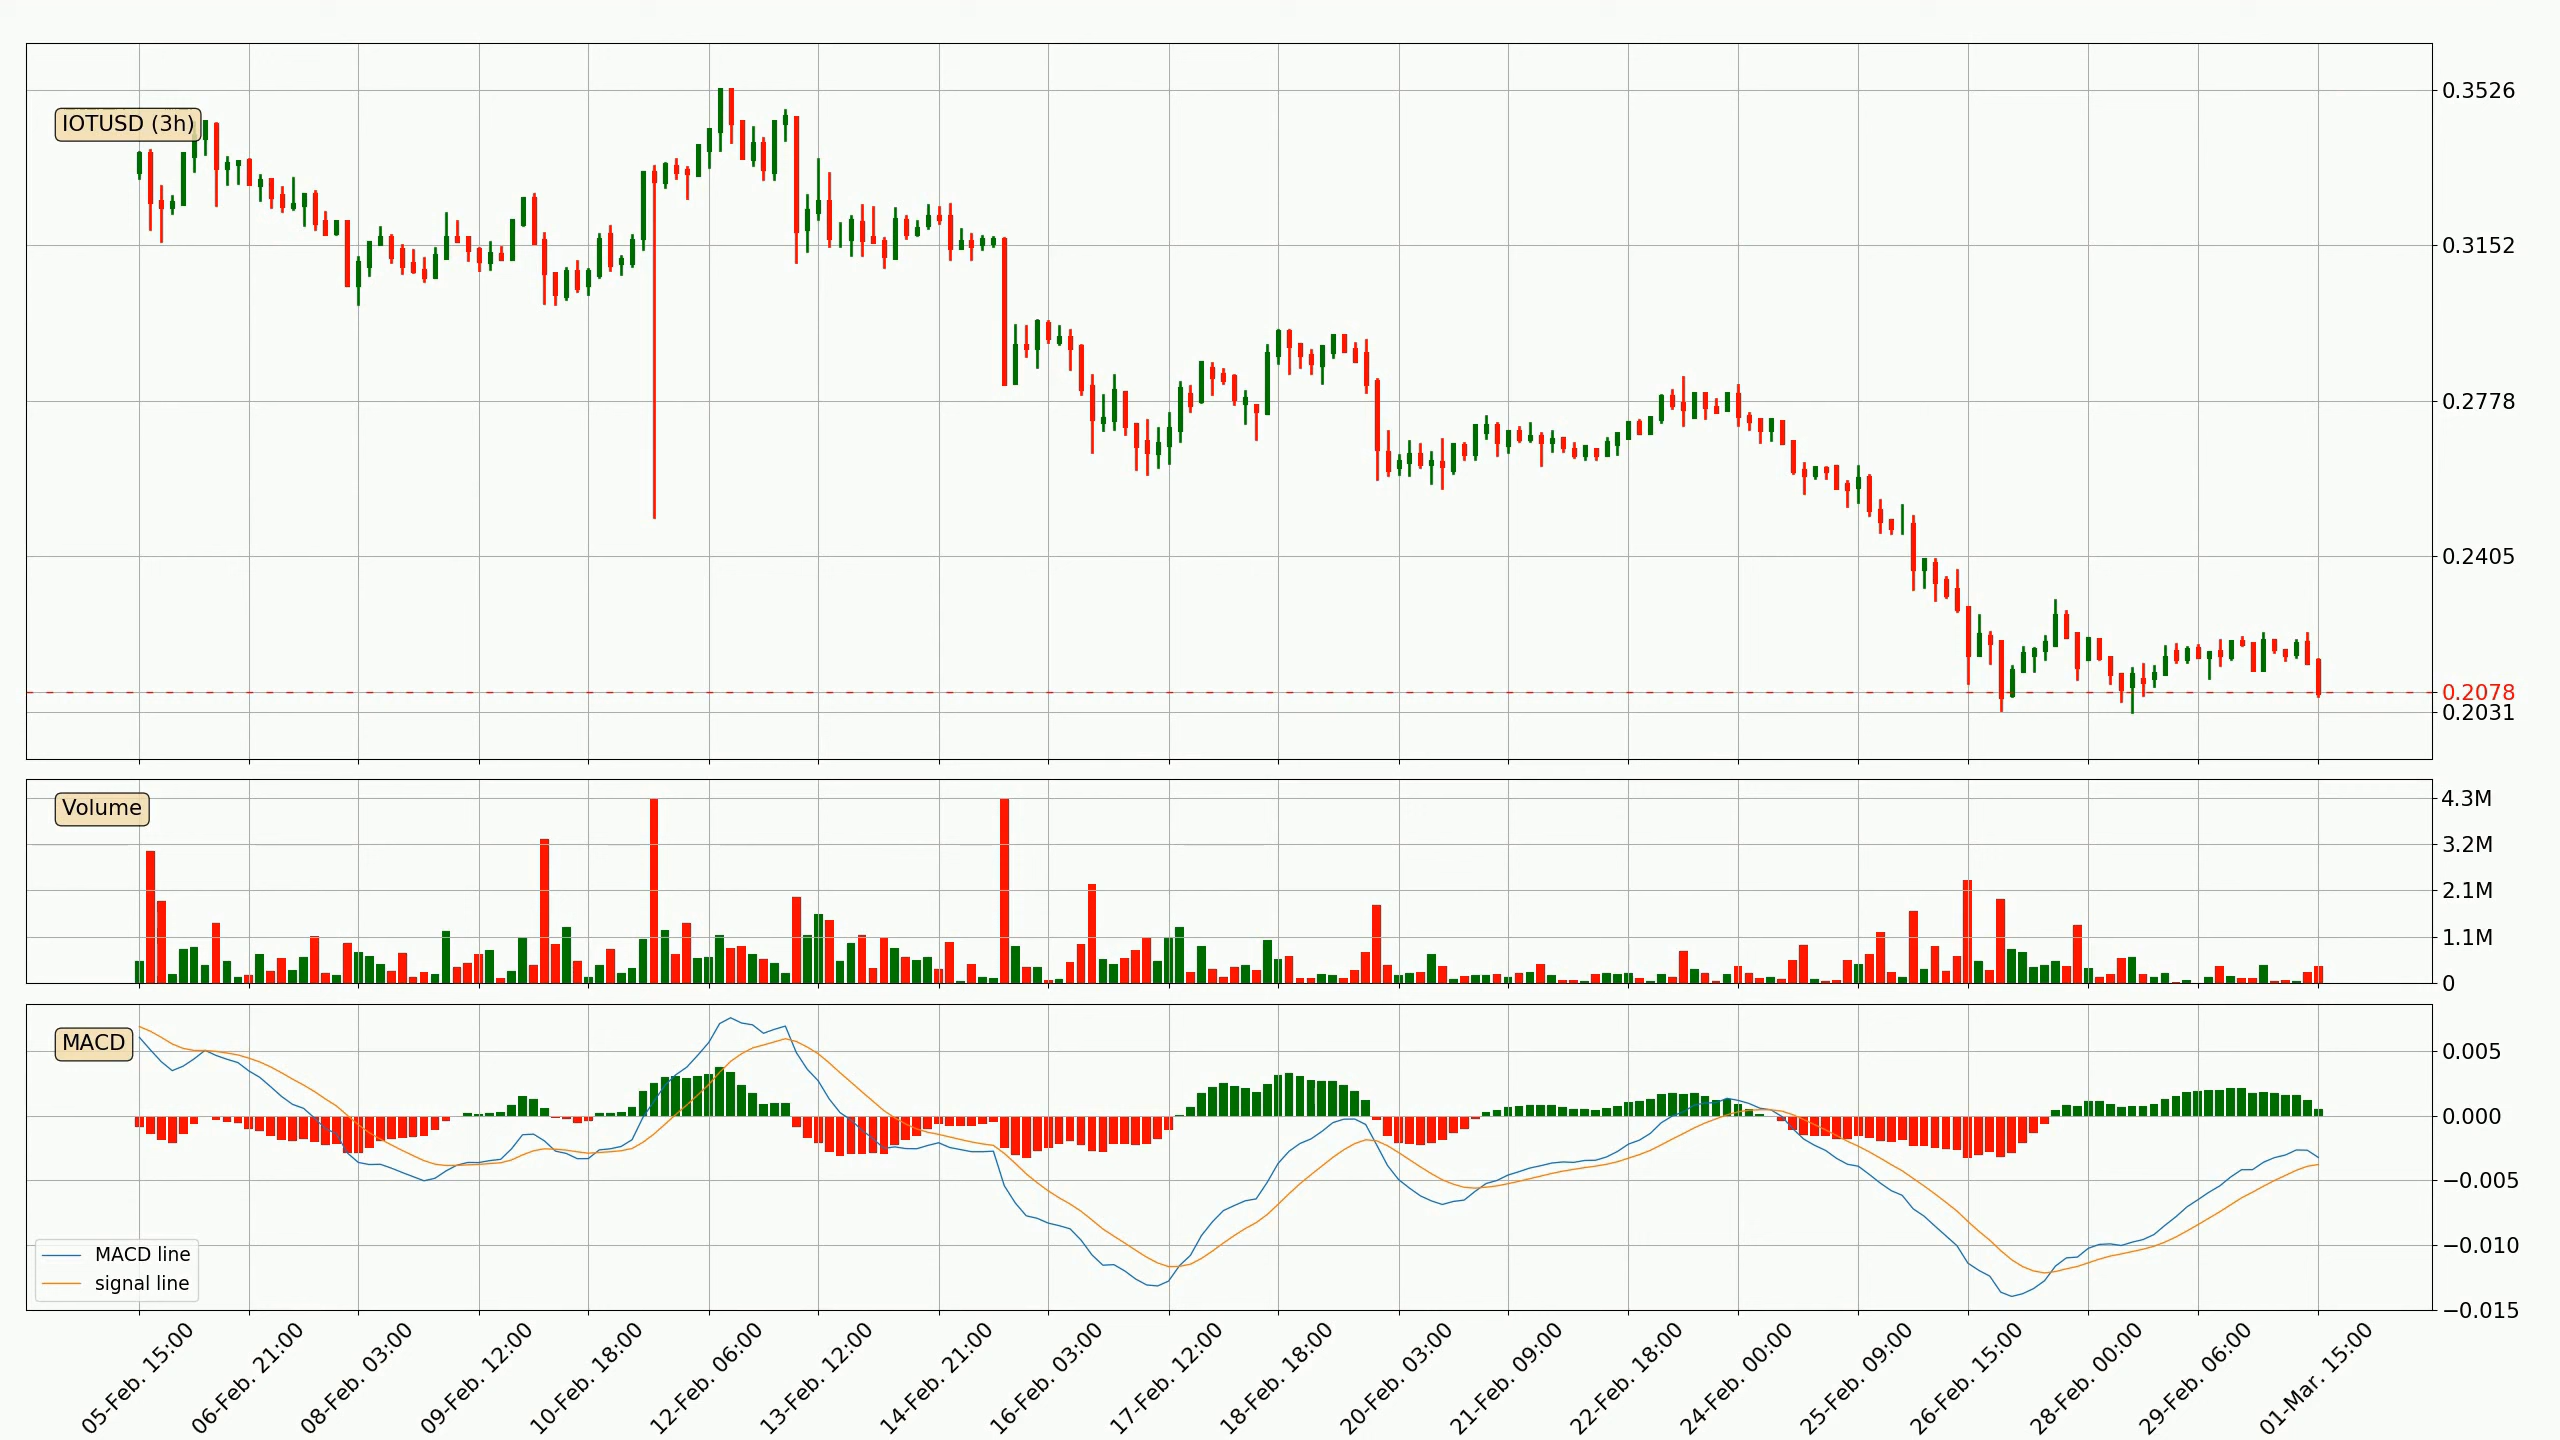 IOTUSD (3h)
0.3526
0.3152
0.2778
0.2405
0.2078
0.2031
Volume
4.3M
3.2M
2.1M
1.1M
0
MACD
0.005
0.000
−0.005
−0.010
−0.015
MACD line
signal line
05-Feb. 15:00
06-Feb. 21:00
08-Feb. 03:00
09-Feb. 12:00
10-Feb. 18:00
12-Feb. 06:00
13-Feb. 12:00
14-Feb. 21:00
16-Feb. 03:00
17-Feb. 12:00
18-Feb. 18:00
20-Feb. 03:00
21-Feb. 09:00
22-Feb. 18:00
24-Feb. 00:00
25-Feb. 09:00
26-Feb. 15:00
28-Feb. 00:00
29-Feb. 06:00
01-Mar. 15:00